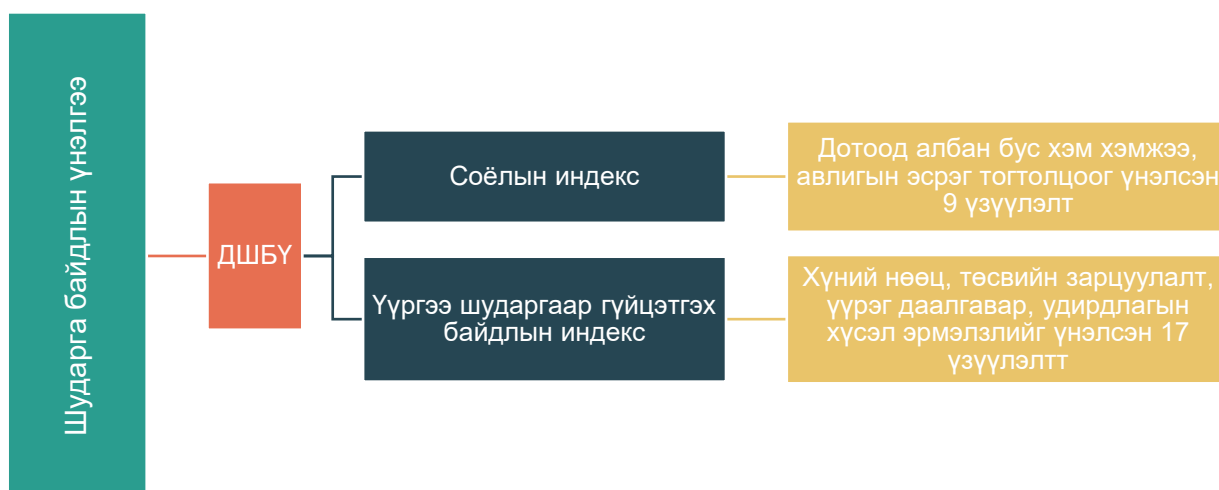 Шударга байдлын үнэлгээ
ДШБҮ
Соёлын индекс
Дотоод албан бус хэм хэмжээ,
авлигын эсрэг тогтолцоог үнэлсэн
9 үзүүлэлт
Үүргээ шударгаар гүйцэтгэх
байдлын индекс
Хүний нөөц, төсвийн зарцуулалт,
үүрэг даалгавар, удирдлагын
хүсэл эрмэлзлийг үнэлсэн 17
үзүүлэлтт